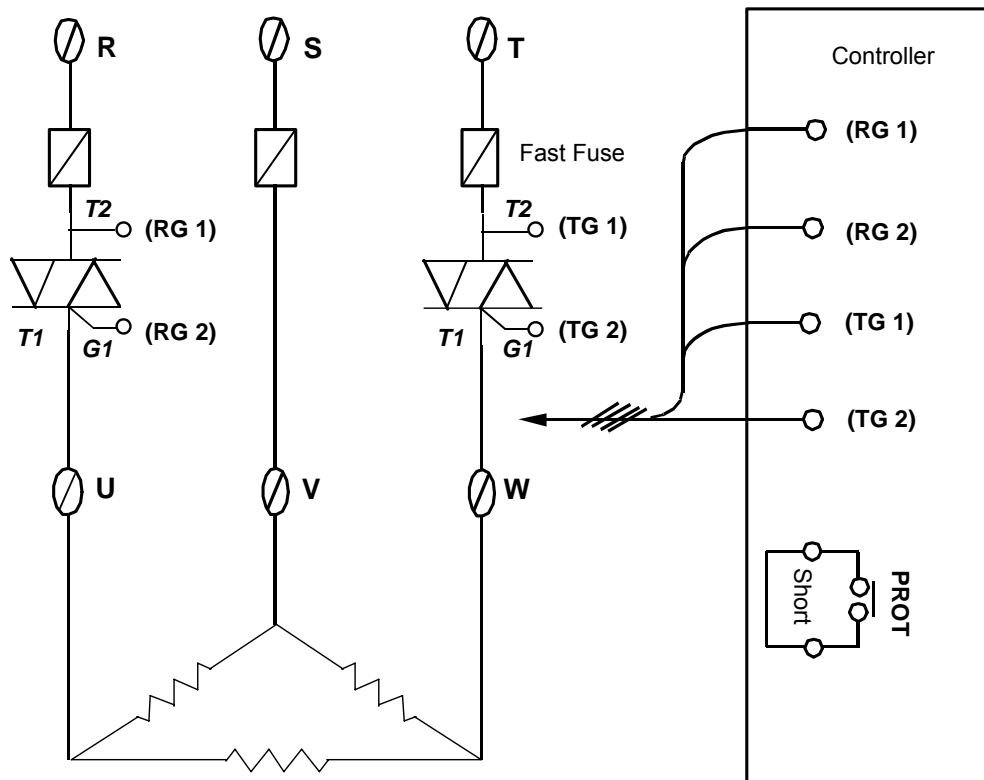 R
S
T
Controller
Fast Fuse
(RG 1)
T2
(RG 1)
T2
(TG 1)
(RG 2)
T1
G1
(RG 2)
T1
G1
(TG 2)
(TG 1)
(TG 2)
U
V
W
Short
PROT